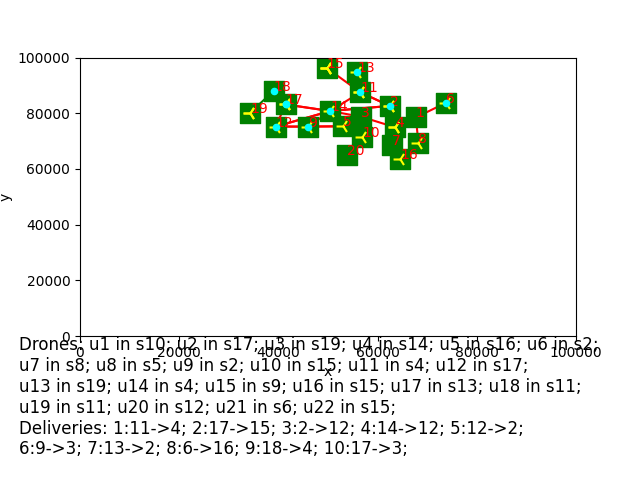 100000
80000
60000
40000
20000
0
y
0 20000 40000 60000 80000 100000
x
Drones: u1 in s10; u2 in s17; u3 in s19; u4 in s14; u5 in s16; u6 in s2;
u7 in s8; u8 in s5; u9 in s2; u10 in s15; u11 in s4; u12 in s17;
u13 in s19; u14 in s4; u15 in s9; u16 in s15; u17 in s13; u18 in s11;
u19 in s11; u20 in s12; u21 in s6; u22 in s15;
Deliveries: 1:11->4; 2:17->15; 3:2->12; 4:14->12; 5:12->2;
6:9->3; 7:13->2; 8:6->16; 9:18->4; 10:17->3;